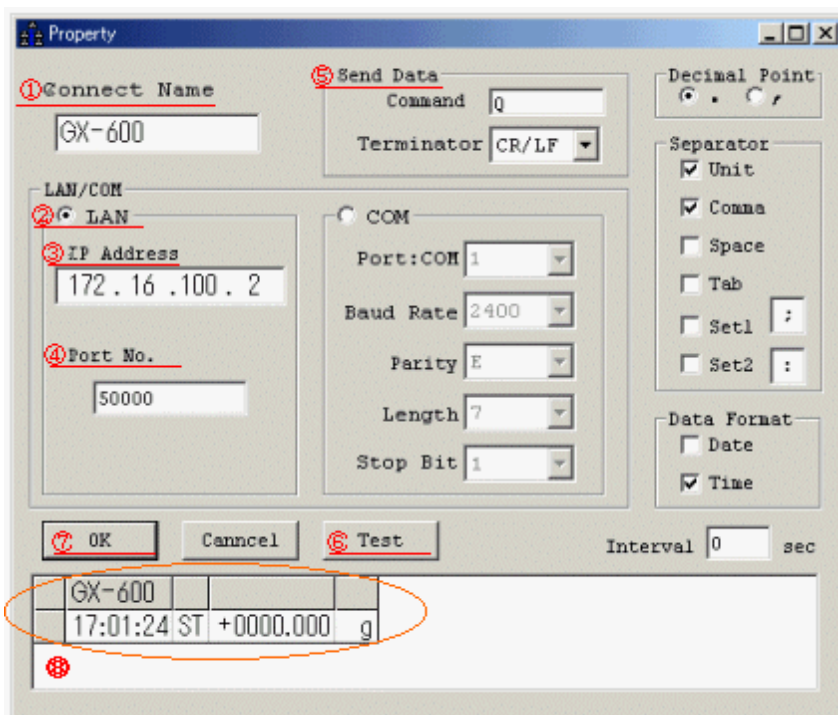 Property
①Connect Name
GX-600
⑤Send Data
Command Q
Terminator CR/LF
Decimal Point
. ,
Separator
Unit
Comma
Space
Tab
Set1 ;
Set2 :
LAN/COM
②LAN
③IP Address
172 . 16 .100 . 2
④Port No.
50000
COM
Port:COM 1
Baud Rate 2400
Parity E
Length 7
Stop Bit 1
Data Format
Date
Time
⑦ OK
Canncel
⑥ Test
Interval 0 sec
GX-600
17:01:24 ST +0000.000 g
⑧